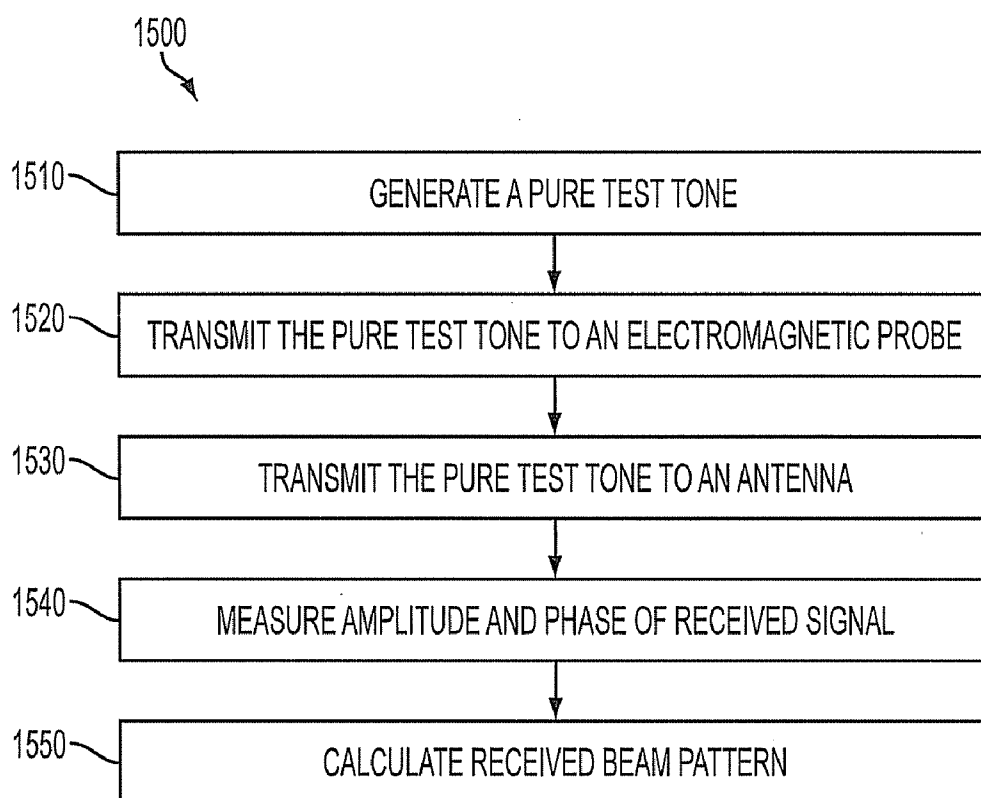 1500
1510
GENERATE A PURE TEST TONE
1520
TRANSMIT THE PURE TEST TONE TO AN ELECTROMAGNETIC PROBE
1530
TRANSMIT THE PURE TEST TONE TO AN ANTENNA
1540
MEASURE AMPLITUDE AND PHASE OF RECEIVED SIGNAL
1550
CALCULATE RECEIVED BEAM PATTERN